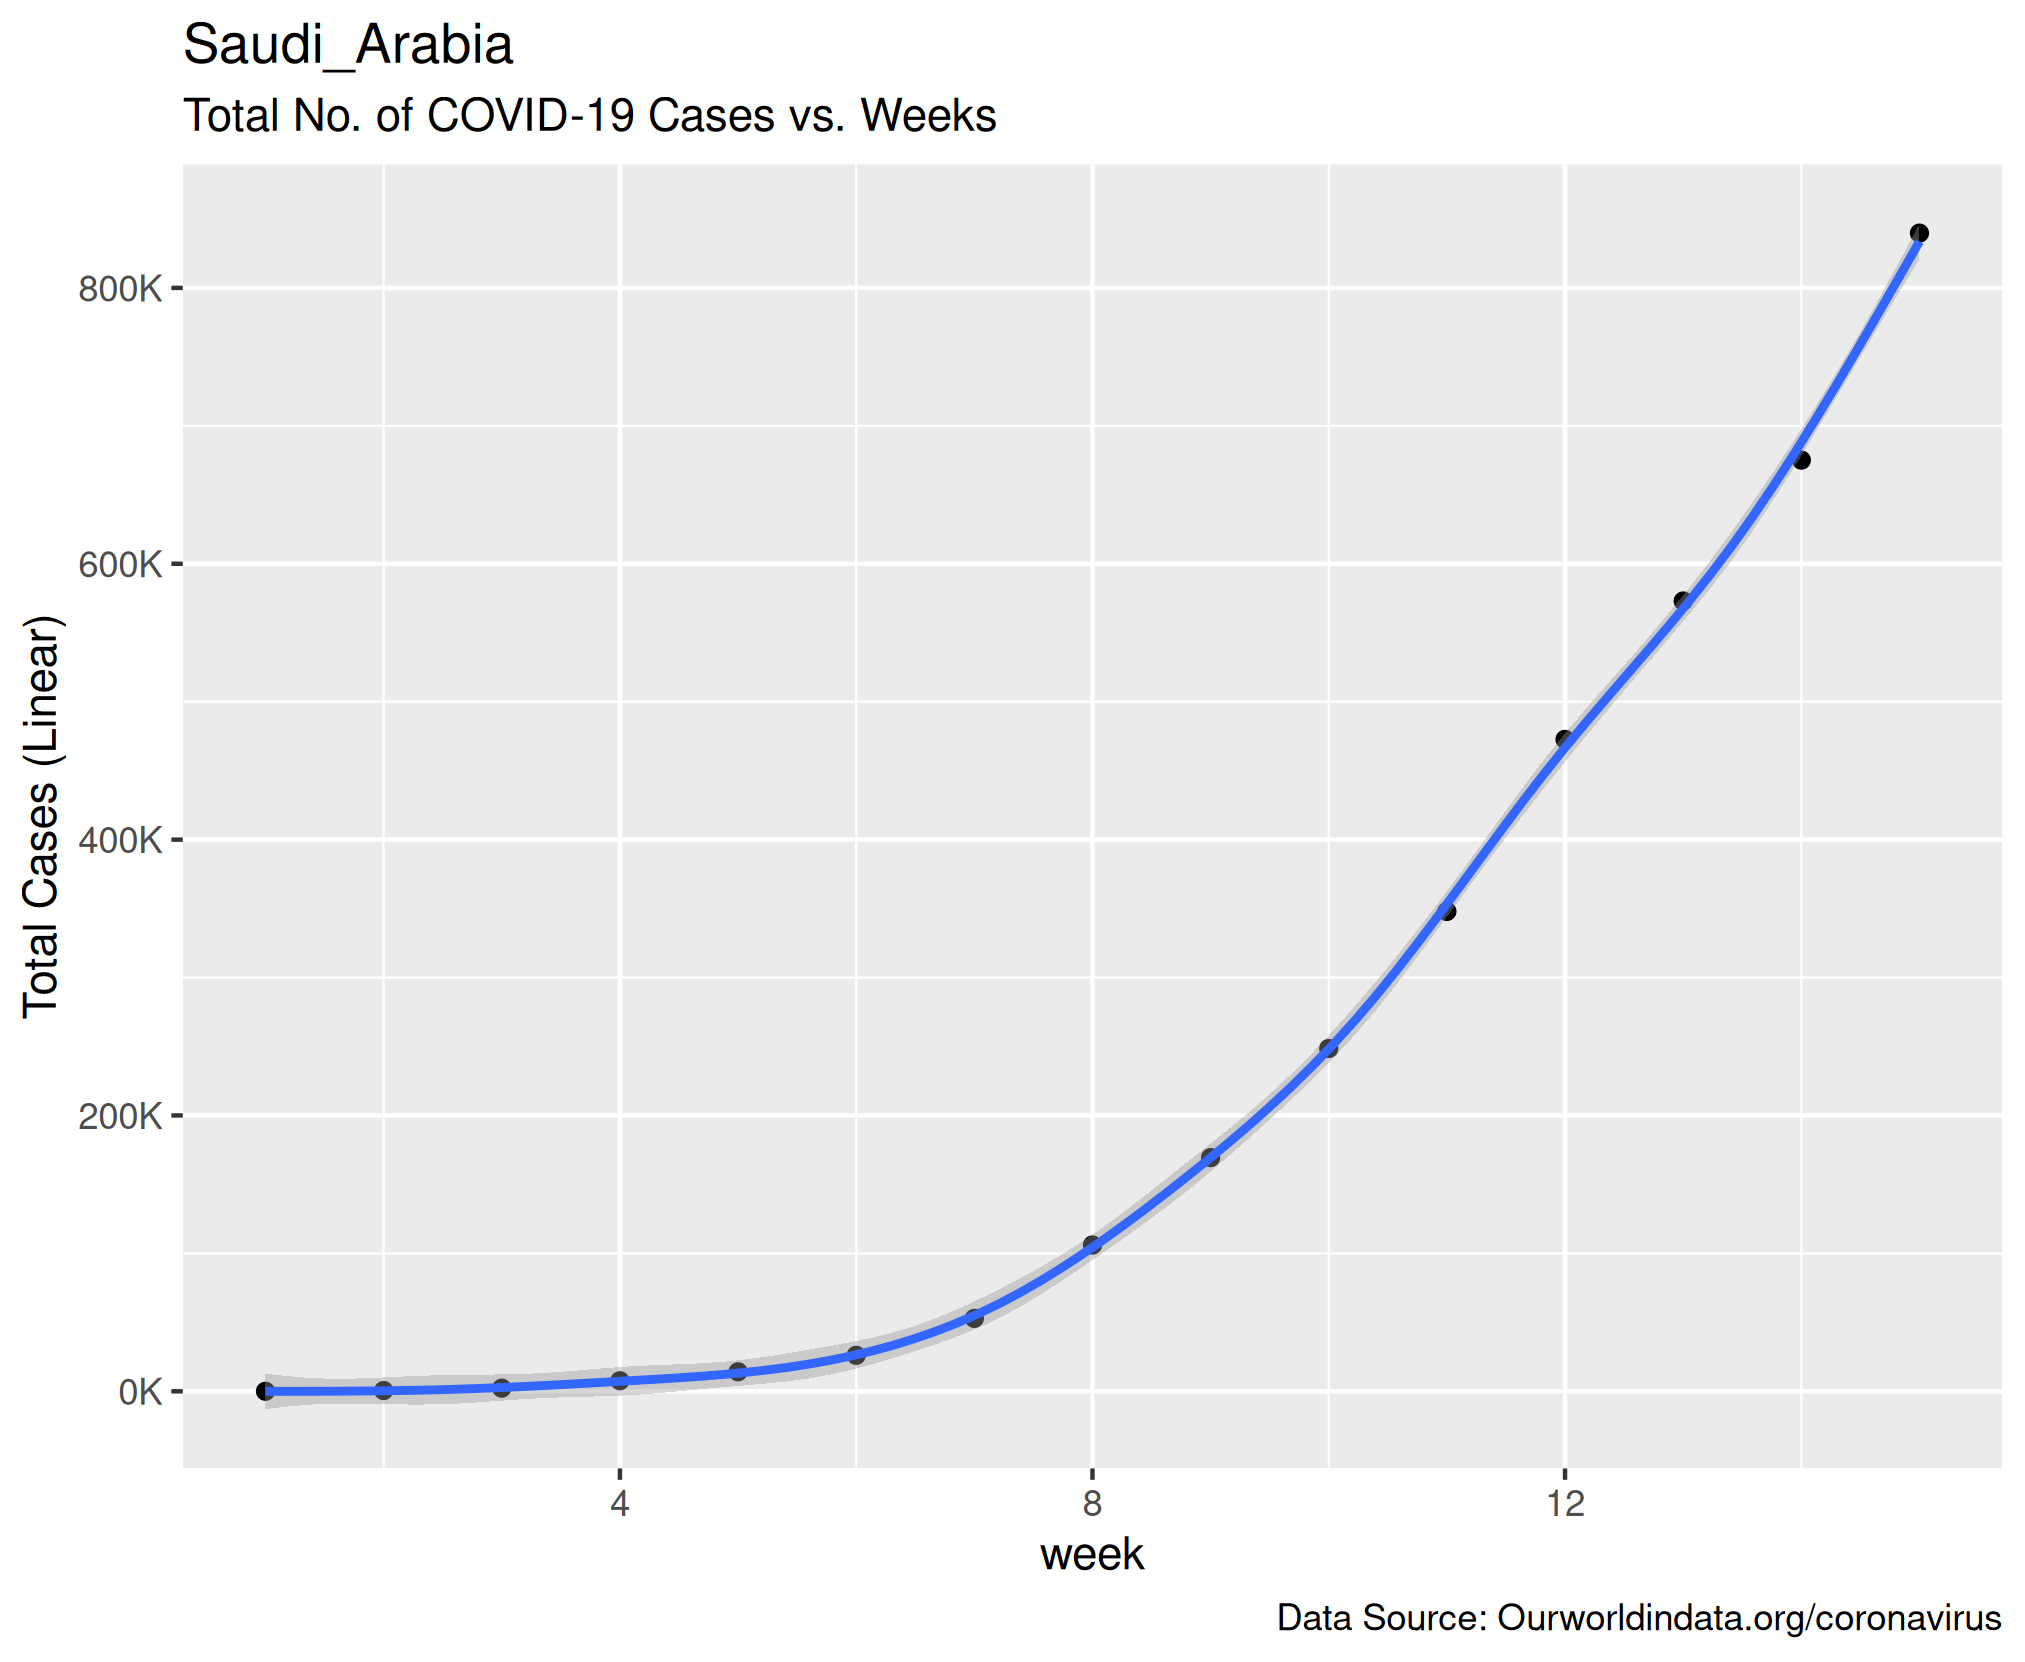 Saudi_Arabia
Total No. of COVID-19 Cases vs. Weeks
Total Cases (Linear)
800K
600K
400K
200K
0K
4
8
12
week
Data Source: Ourworldindata.org/coronavirus